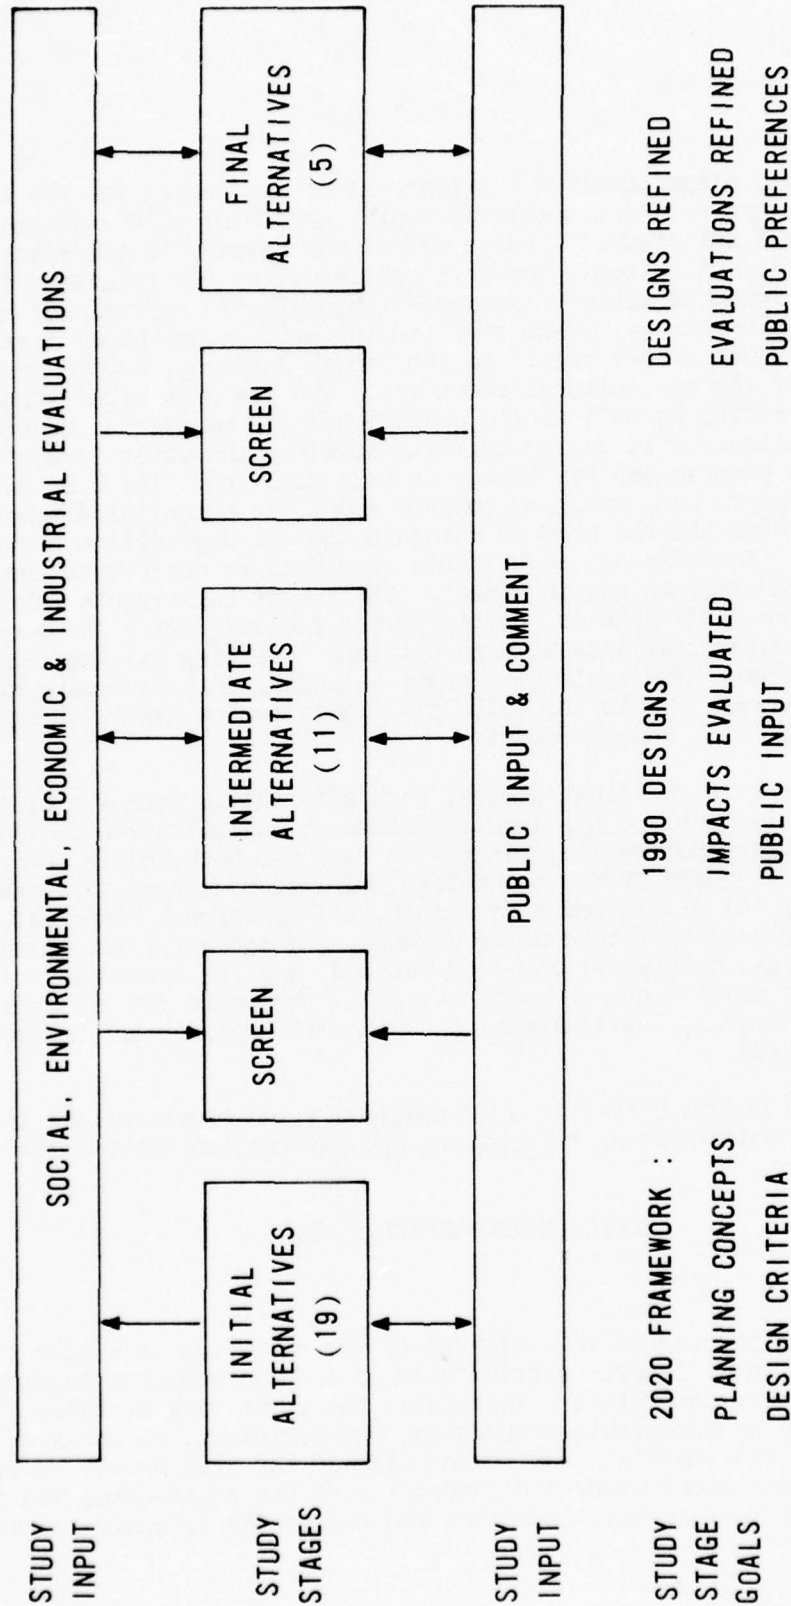 STUDY
INPUT
SOCIAL, ENVIRONMENTAL, ECONOMIC & INDUSTRIAL EVALUATIONS
STUDY
STAGES
INITIAL
ALTERNATIVES
(19)
SCREEN
INTERMEDIATE
ALTERNATIVES
(11)
SCREEN
FINAL
ALTERNATIVES
(5)
STUDY
INPUT
PUBLIC INPUT & COMMENT
STUDY
STAGE
GOALS
2020 FRAMEWORK :
PLANNING CONCEPTS
DESIGN CRITERIA
1990 DESIGNS
IMPACTS EVALUATED
PUBLIC INPUT
DESIGNS REFINED
EVALUATIONS REFINED
PUBLIC PREFERENCES